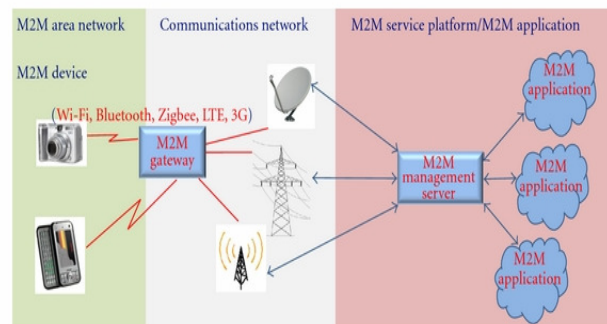 M2M area network
Communications network
M2M service platform/M2M application
M2M device
(Wi-Fi, Bluetooth, Zigbee, LTE, 3G)
M2M
gateway
M2M
management
server
M2M
application
M2M
application
M2M
application